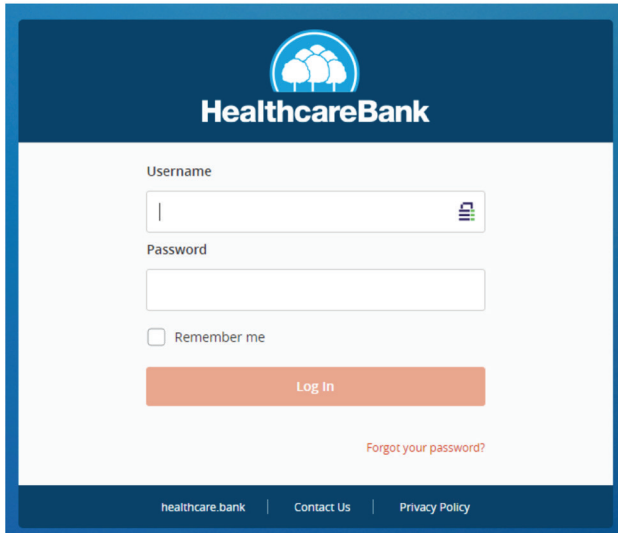 HealthcareBank
Username
Password
Remember me
Log In
Forgot your password?
healthcare.bank | Contact Us | Privacy Policy